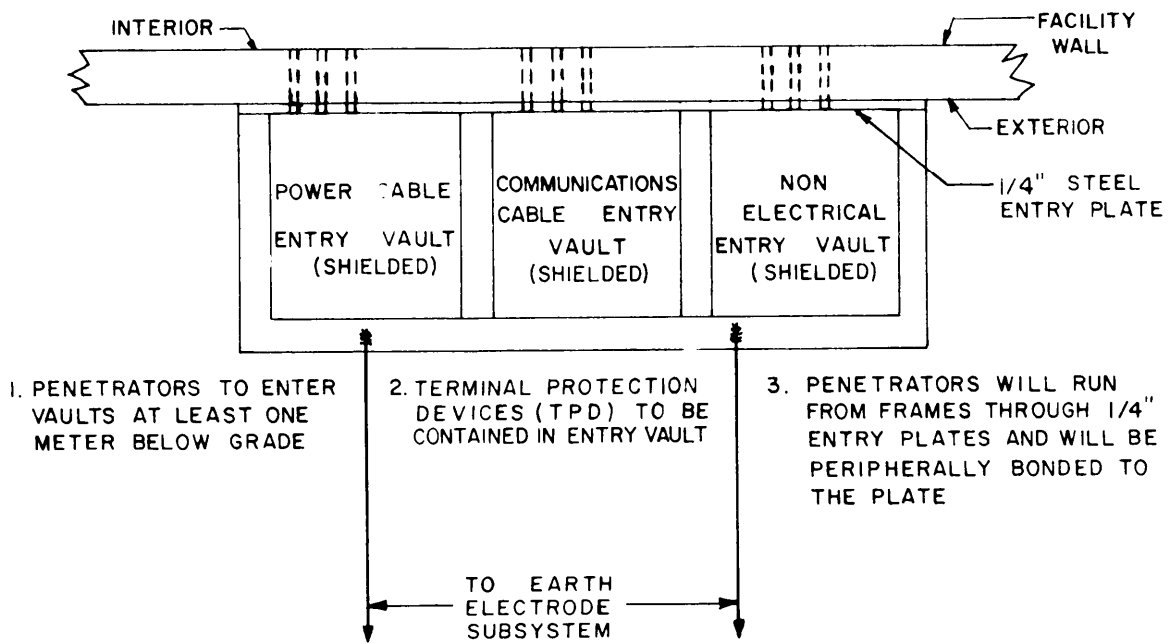 INTERIOR
FACILITY
WALL
EXTERIOR
1/4" STEEL
ENTRY PLATE
POWER CABLE
ENTRY VAULT
(SHIELDED)
COMMUNICATIONS
CABLE ENTRY
VAULT
(SHIELDED)
NON
ELECTRICAL
ENTRY VAULT
(SHIELDED)
1. PENETRATORS TO ENTER
VAULTS AT LEAST ONE
METER BELOW GRADE
2. TERMINAL PROTECTION
DEVICES (TPD) TO BE
CONTAINED IN ENTRY VAULT
3. PENETRATORS WILL RUN
FROM FRAMES THROUGH 1/4"
ENTRY PLATES AND WILL BE
PERIPHERALLY BONDED TO
THE PLATE
TO EARTH
ELECTRODE
SUBSYSTEM